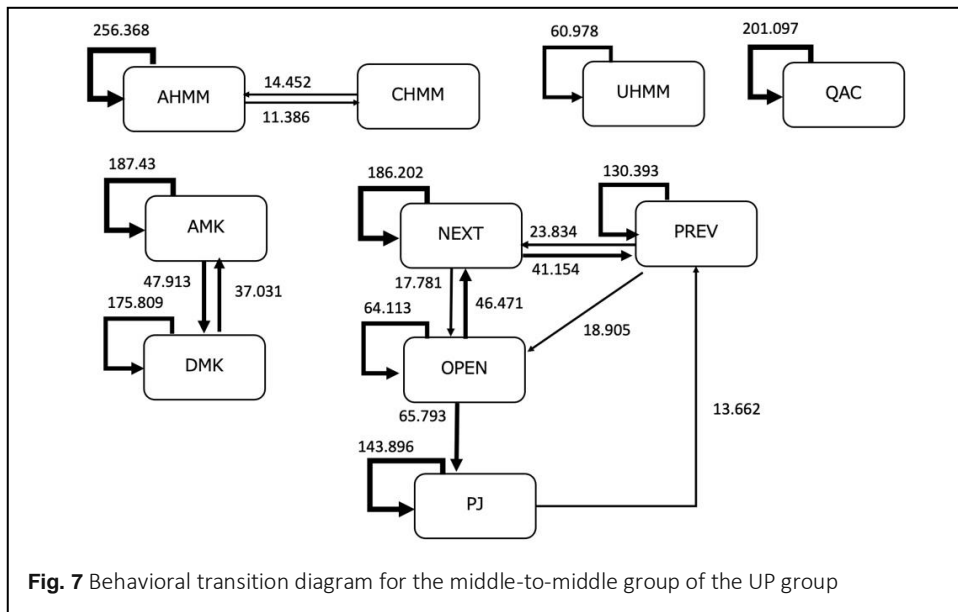 256.368
60.978
201.097
AHMM
14.452
11.386
CHMM
UHMM
QAC
187.43
186.202
130.393
AMK
NEXT
23.834
41.154
PREV
47.913
37.031
17.781
46.471
175.809
64.113
18.905
DMK
OPEN
65.793
13.662
143.896
PJ
Fig. 7 Behavioral transition diagram for the middle-to-middle group of the UP group